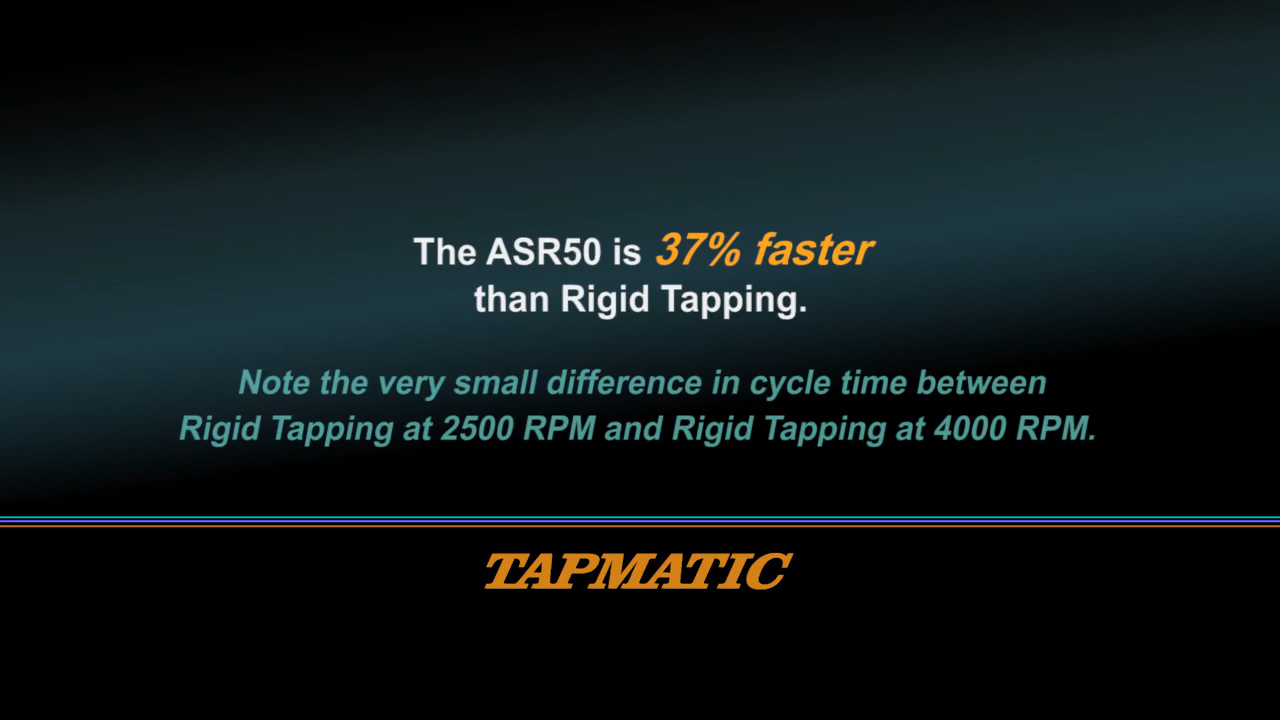 The ASR50 is 37% faster
than Rigid Tapping.
Note the very small difference in cycle time between
Rigid Tapping at 2500 RPM and Rigid Tapping at 4000 RPM.
TAPMATIC